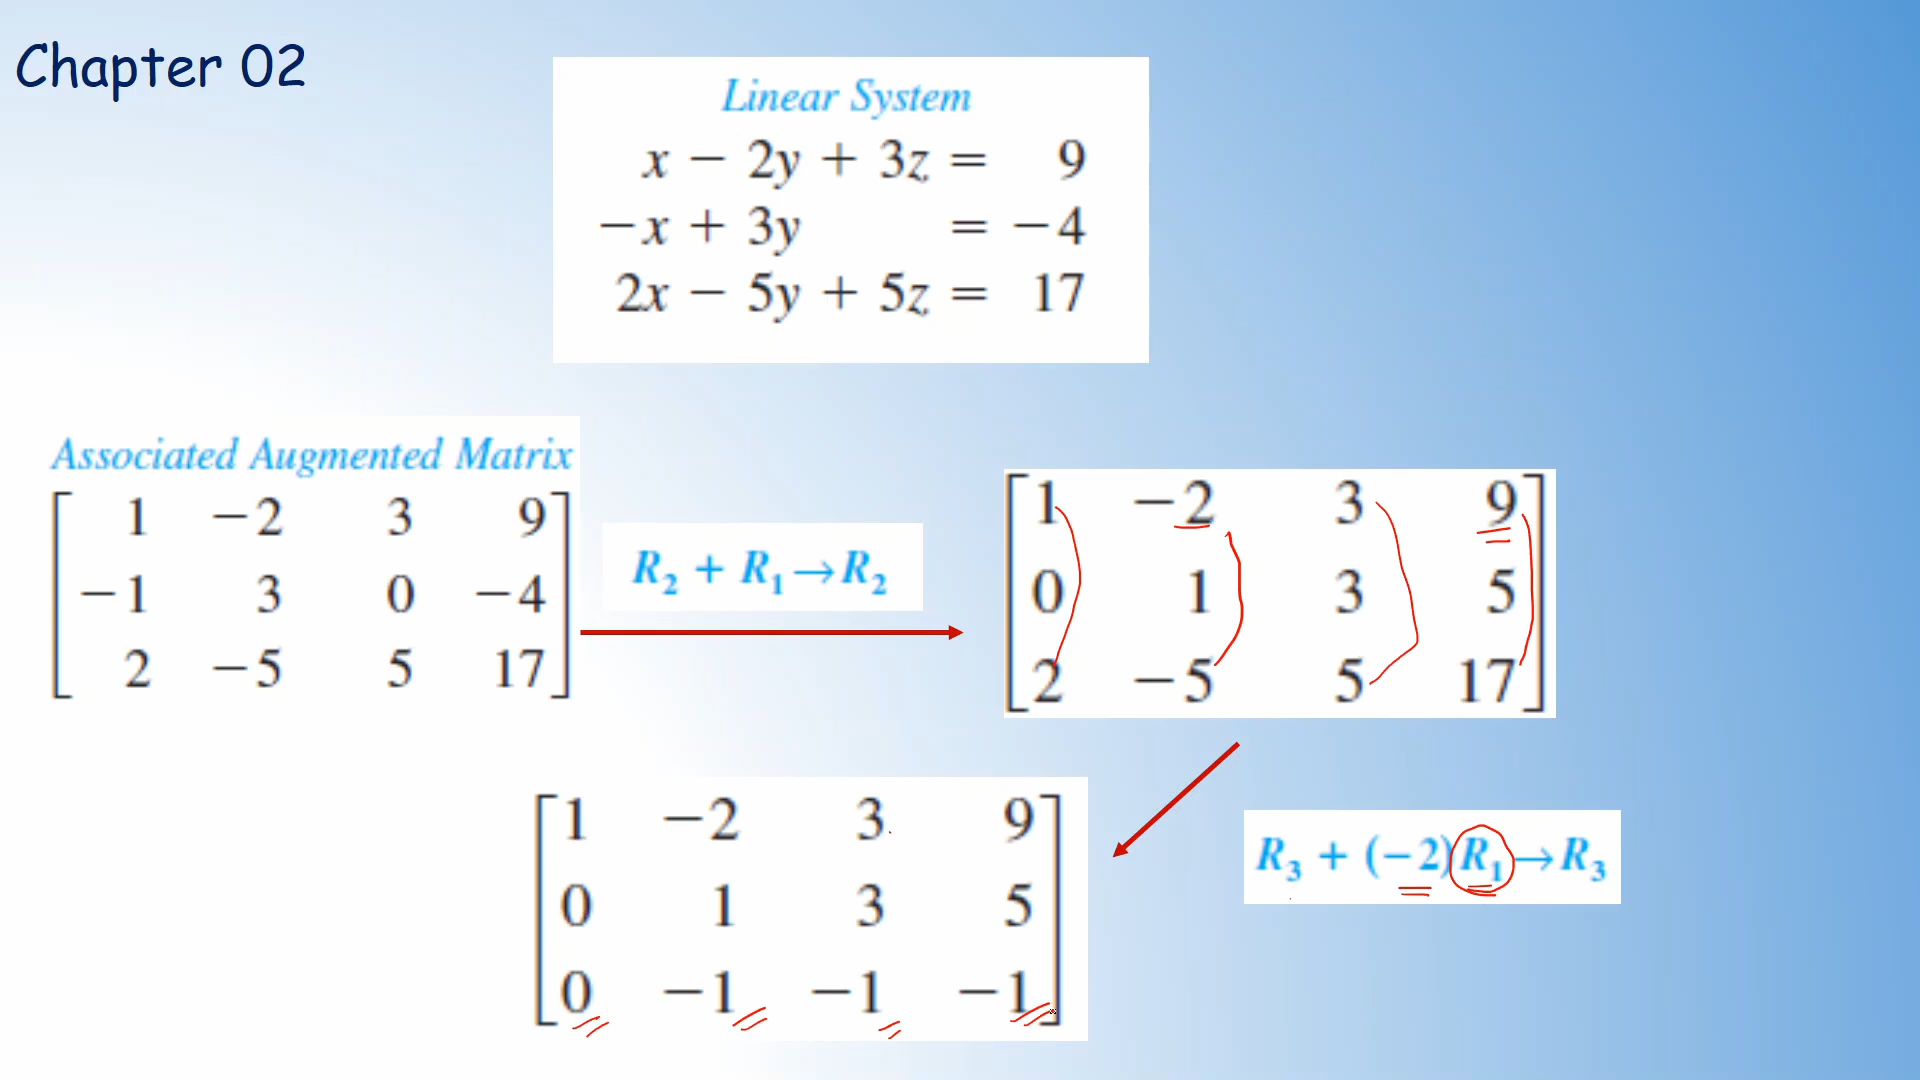 Chapter 02
Linear System
x − 2y + 3z = 9
−x + 3y = −4
2x − 5y + 5z = 17
Associated Augmented Matrix
1 −2 3 9
−1 3 0 −4
2 −5 5 17
R₂ + R₁ → R₂
1 −2 3 9
0 1 3 5
2 −5 5 17
R₃ + (−2)R₁ → R₃
1 −2 3 9
0 1 3 5
0 −1 −1 −1